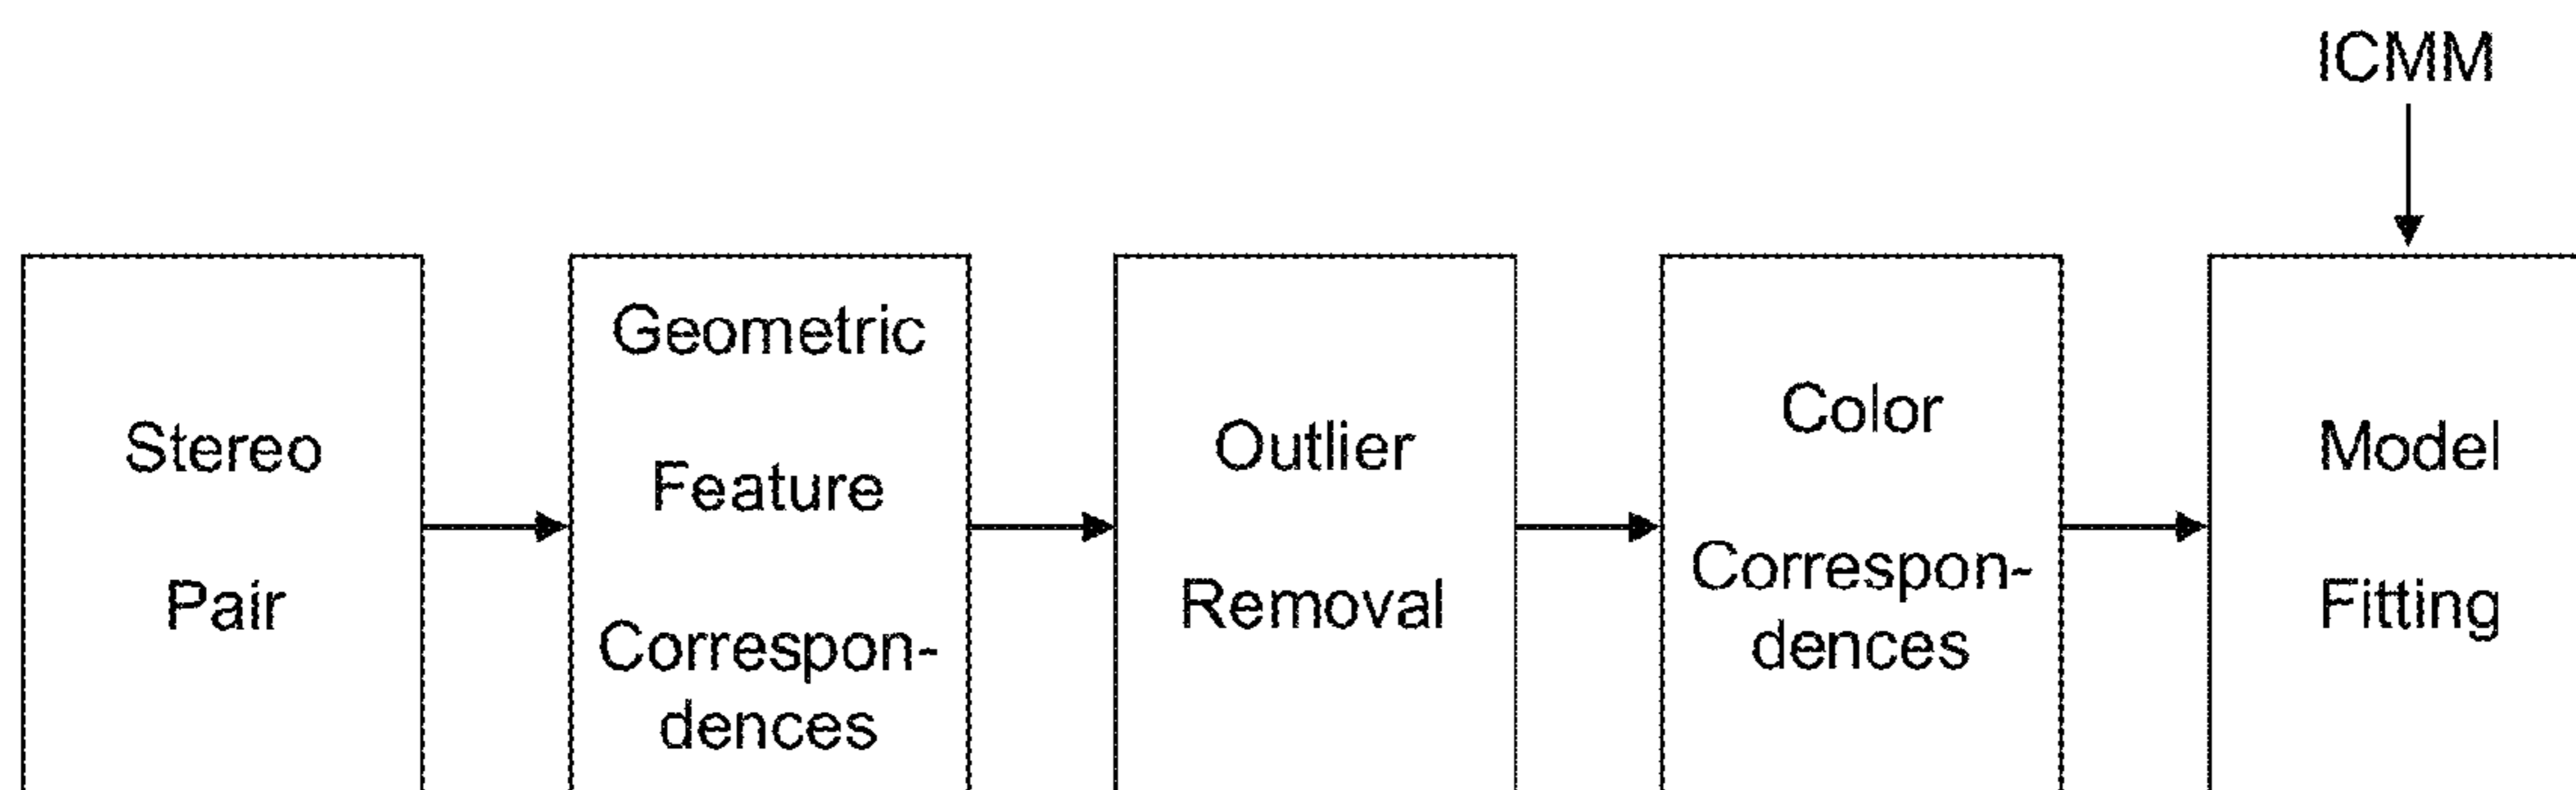 ICMM
Stereo
Pair
Geometric
Feature
Correspon-
dences
Outlier
Removal
Color
Correspon-
dences
Model
Fitting